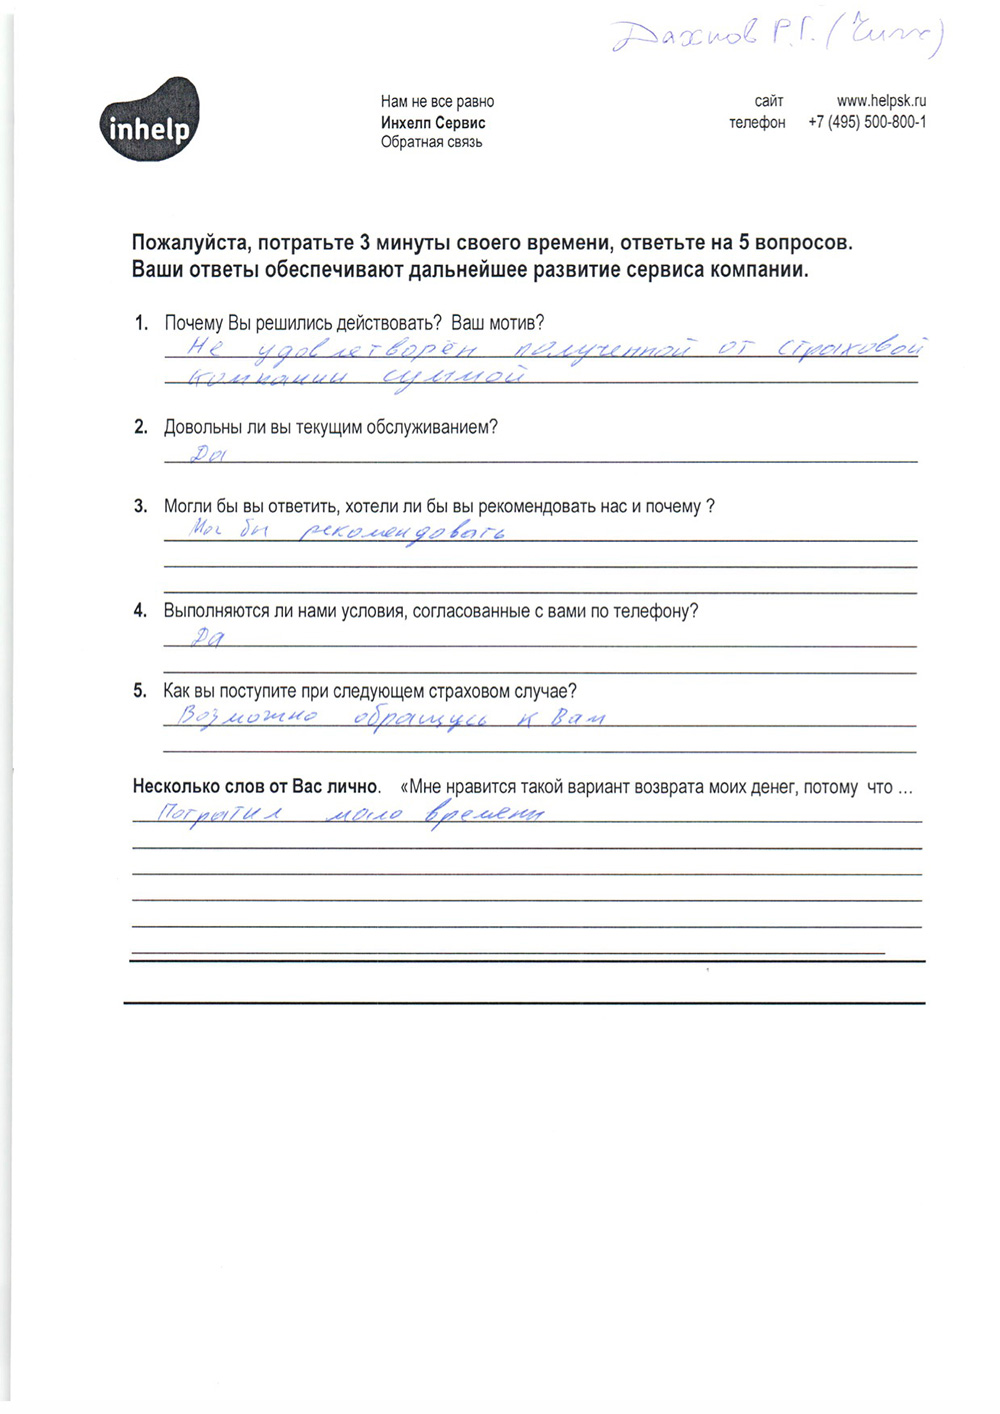 Дахнов Р.Г. (
inhelp
Нам не все равно
Инхелп Сервис
Обратная связь
сайт www.helpsk.ru
телефон +7 (495) 500-800-1
Пожалуйста, потратьте 3 минуты своего времени, ответьте на 5 вопросов.
Ваши ответы обеспечивают дальнейшее развитие сервиса компании.
1. Почему Вы решились действовать? Ваш мотив?
Не удовлетворён полученной от страховой
компании суммой
2. Довольны ли вы текущим обслуживанием?
Да
3. Могли бы вы ответить, хотели ли бы вы рекомендовать нас и почему ?
Мог бы рекомендовать
4. Выполняются ли нами условия, согласованные с вами по телефону?
Да
5. Как вы поступите при следующем страховом случае?
Возможно обращусь к Вам
Несколько слов от Вас лично. «Мне нравится такой вариант возврата моих денег, потому что ...
Потратил мало времени